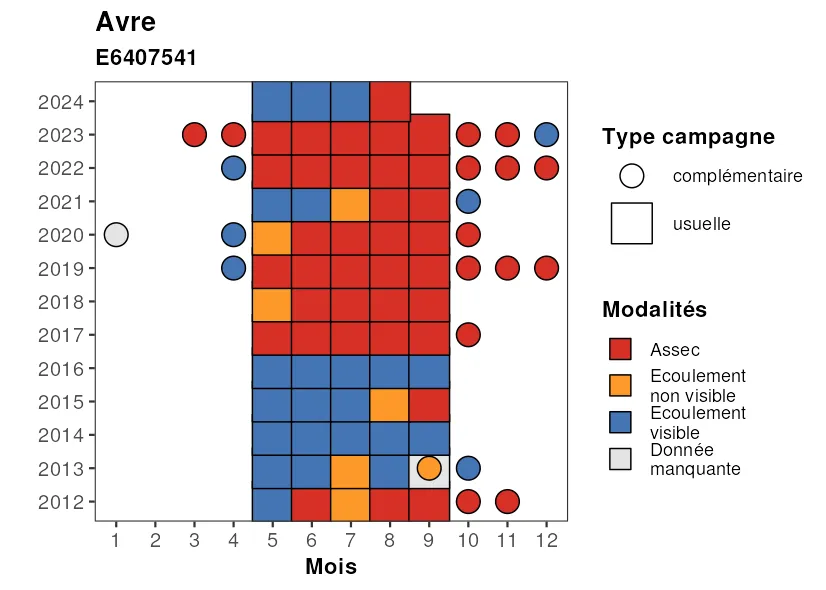 Avre
E6407541
2024
2023
2022
2021
2020
2019
2018
2017
2016
2015
2014
2013
2012
1 2 3 4 5 6 7 8 9 10 11 12
Mois
Type campagne
complémentaire
usuelle
Modalités
Assec
Ecoulement
non visible
Ecoulement
visible
Donnée
manquante